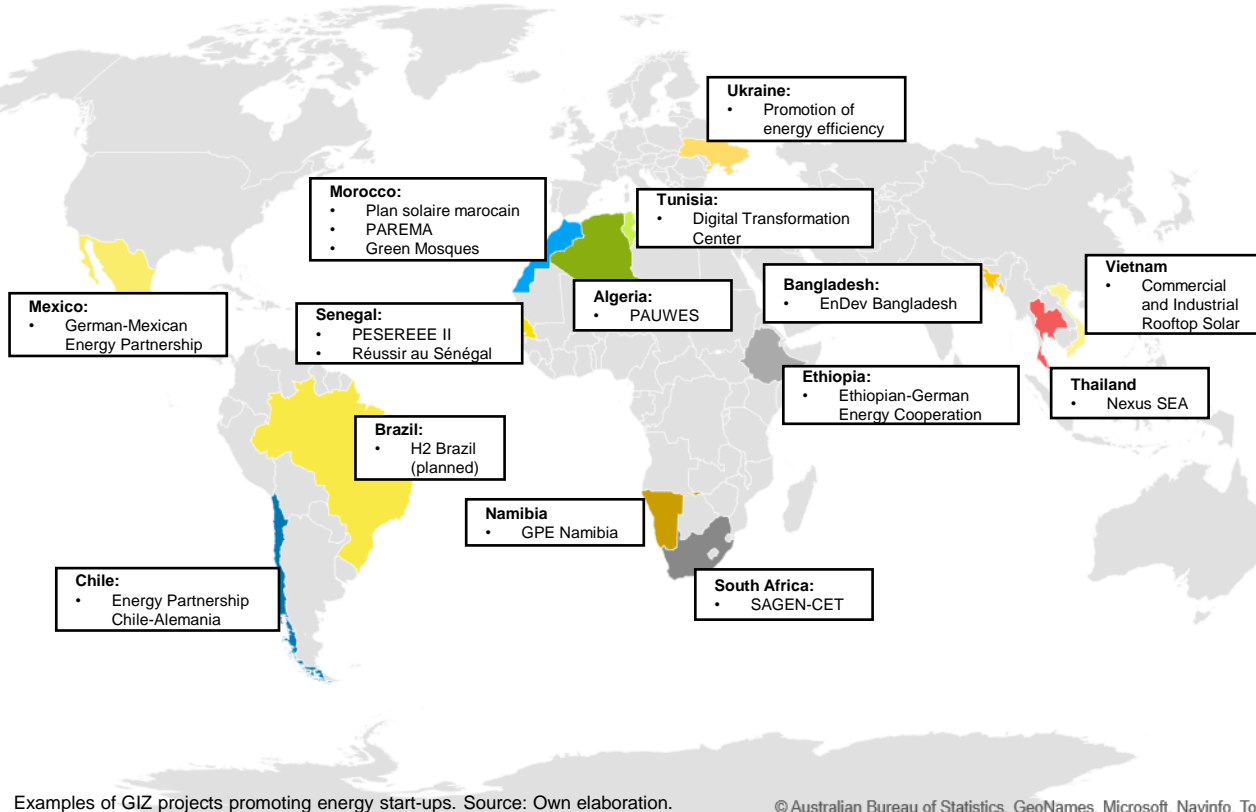 Ukraine:
• Promotion of
energy efficiency
Morocco:
• Plan solaire marocain
• PAREMA
• Green Mosques
Tunisia:
• Digital Transformation
Center
Mexico:
• German-Mexican
Energy Partnership
Senegal:
• PESEREEE II
• Réussir au Sénégal
Algeria:
• PAUWES
Bangladesh:
• EnDev Bangladesh
Vietnam
• Commercial
and Industrial
Rooftop Solar
Ethiopia:
• Ethiopian-German
Energy Cooperation
Thailand
• Nexus SEA
Brazil:
• H2 Brazil
(planned)
Namibia
• GPE Namibia
Chile:
• Energy Partnership
Chile-Alemania
South Africa:
• SAGEN-CET
Examples of GIZ projects promoting energy start-ups. Source: Own elaboration.
© Australian Bureau of Statistics, GeoNames, Microsoft, Navinfo, To